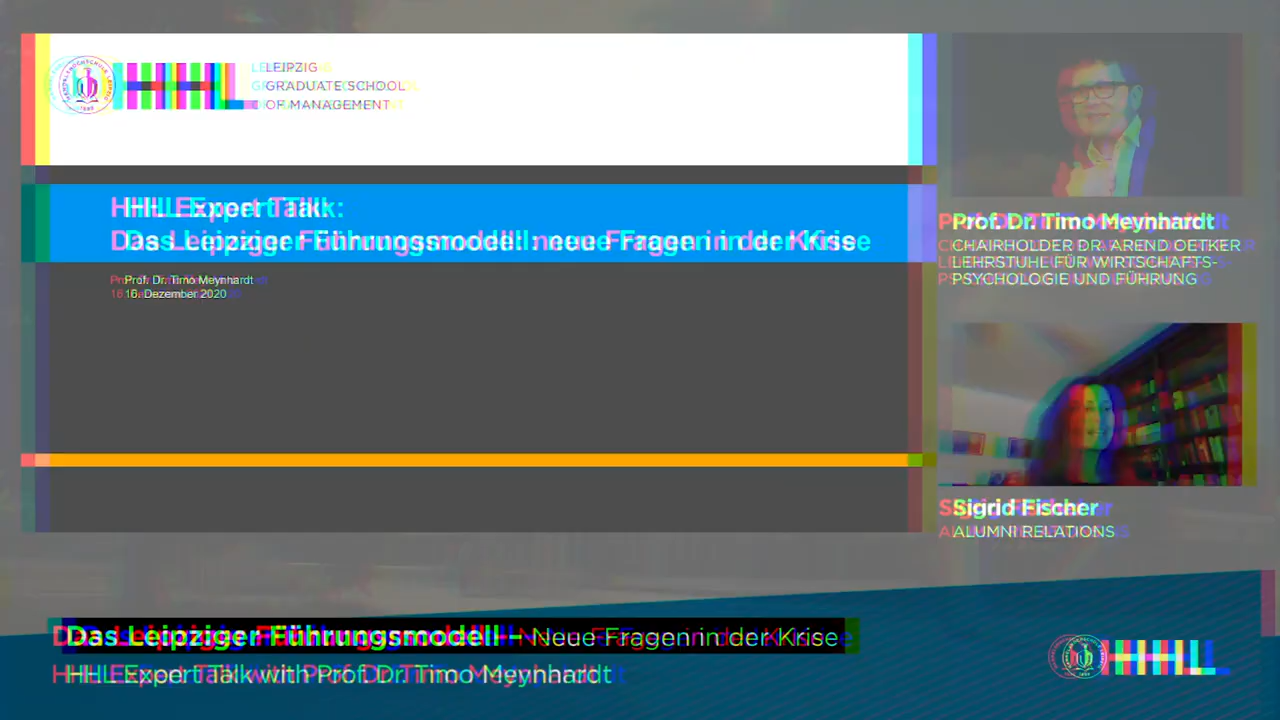 HHL
LEIPZIG
GRADUATE SCHOOL
OF MANAGEMENT
HHL Expert Talk:
Das Leipziger Führungsmodell: neue Fragen in der Krise
Prof. Dr. Timo Meynhardt
16. Dezember 2020
Prof. Dr. Timo Meynhardt
CHAIRHOLDER DR. AREND OETKER
LEHRSTUHL FÜR WIRTSCHAFTS-
PSYCHOLOGIE UND FÜHRUNG
Sigrid Fischer
ALUMNI RELATIONS
Das Leipziger Führungsmodell – Neue Fragen in der Krise
HHL Expert Talk with Prof. Dr. Timo Meynhardt
HHL